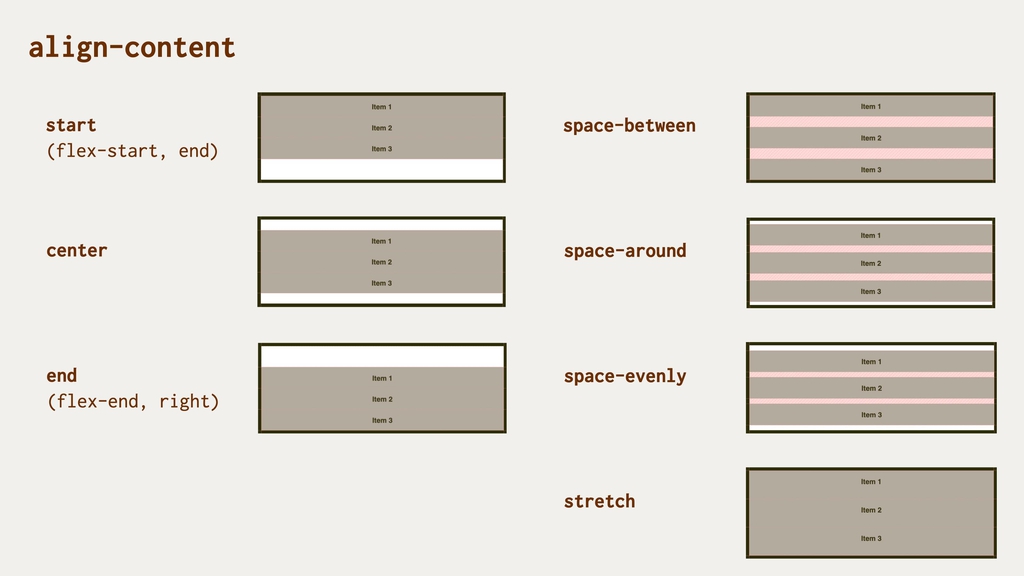 align-content
start
(flex-start, end)
Item 1
Item 2
Item 3
center
Item 1
Item 2
Item 3
end
(flex-end, right)
Item 1
Item 2
Item 3
space-between
Item 1
Item 2
Item 3
space-around
Item 1
Item 2
Item 3
space-evenly
Item 1
Item 2
Item 3
stretch
Item 1
Item 2
Item 3